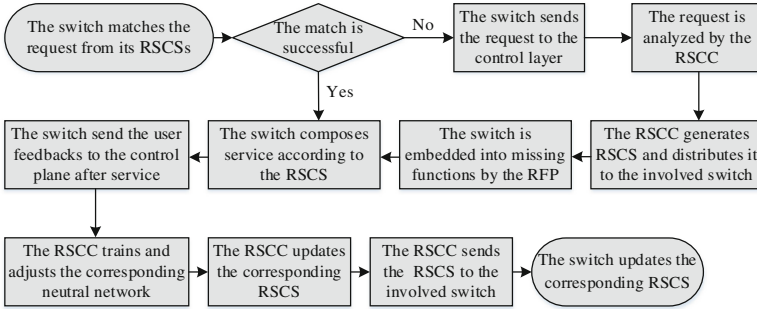 The switch matches the
request from its RSCSs
The match is
successful
No
The switch sends
the request to the
control layer
The request is
analyzed by the
RSCC
Yes
The switch send the user
feedbacks to the control
plane after service
The switch composes
service according to
the RSCS
The switch is
embedded into missing
functions by the RFP
The RSCC generates
RSCS and distributes it
to the involved switch
The RSCC trains and
adjusts the corresponding
neutral network
The RSCC updates
the corresponding
RSCS
The RSCC sends
the RSCS to the
involved switch
The switch updates the
corresponding RSCS